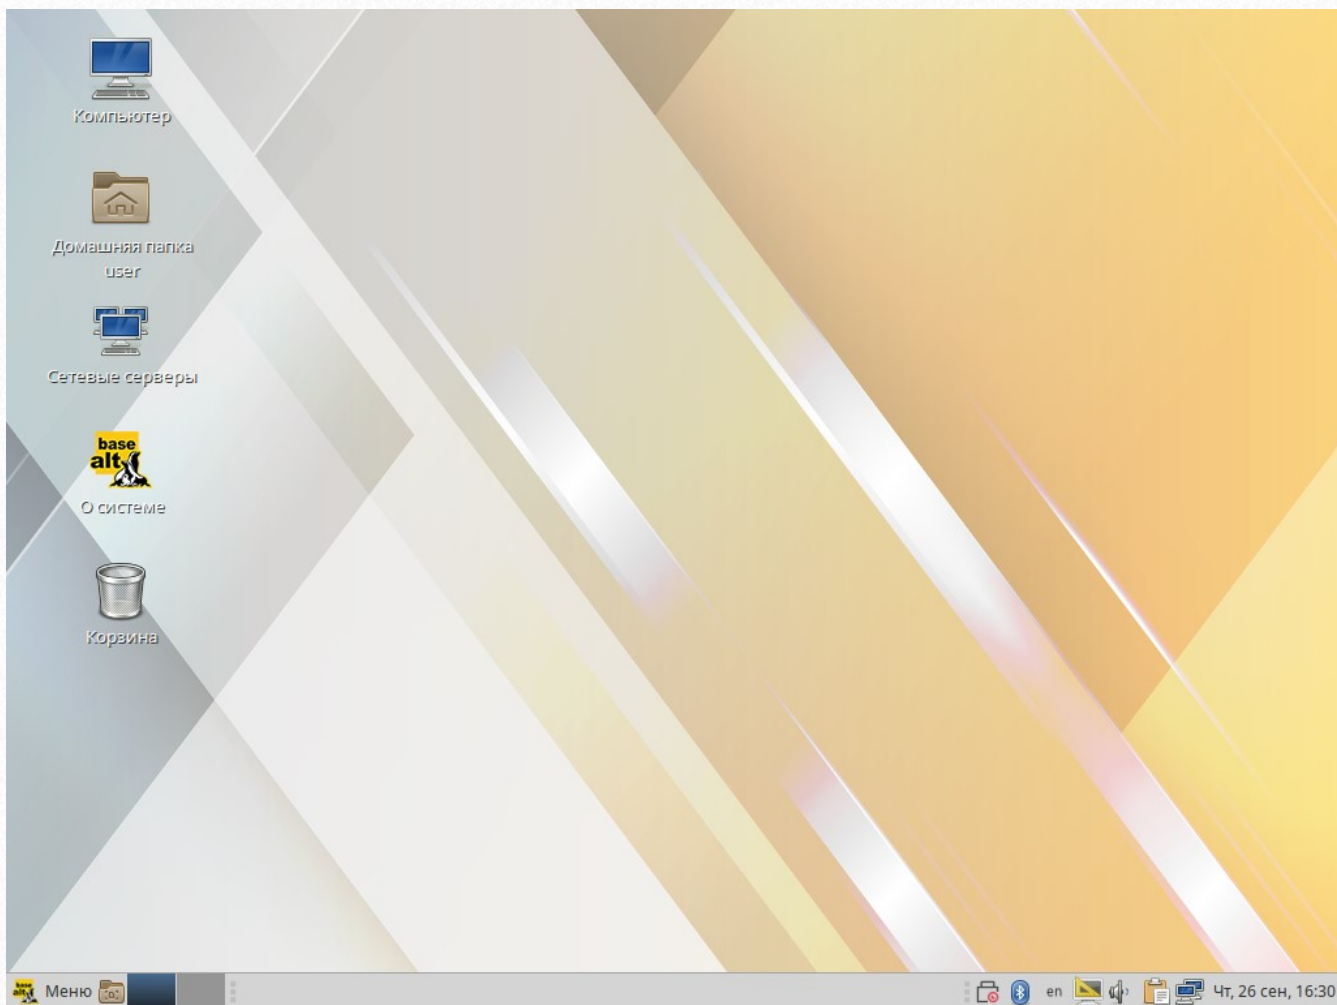 Компьютер
Домашняя папка
user
Сетевые серверы
base
alt
О системе
Корзина
Меню
en
Чт, 26 сен, 16:30